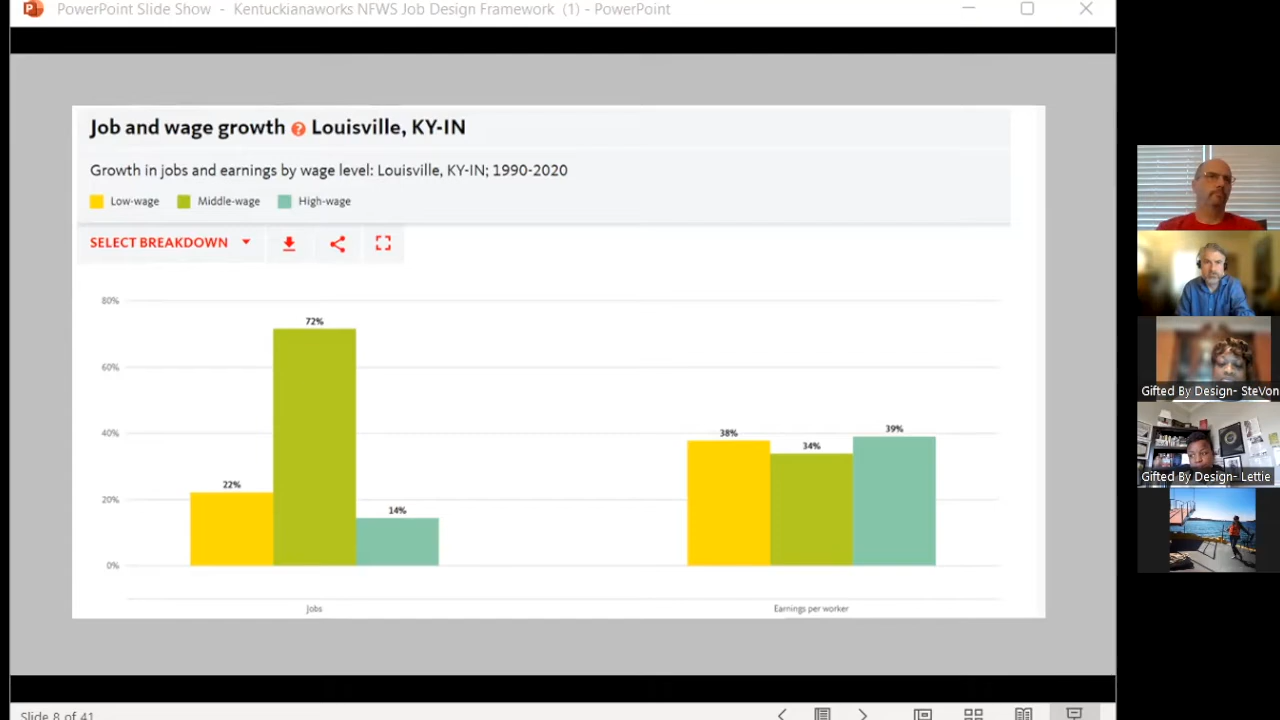 PowerPoint Slide Show - Kentuckianaworks NFWS Job Design Framework (1) - PowerPoint
Job and wage growth ? Louisville, KY-IN
Growth in jobs and earnings by wage level: Louisville, KY-IN; 1990-2020
Low-wage Middle-wage High-wage
SELECT BREAKDOWN
80%
60%
40%
20%
0%
22%
72%
14%
38%
34%
39%
Jobs
Earnings per worker
Gifted By Design- SteVon
Gifted By Design- Lettie
Slide 8 of 41